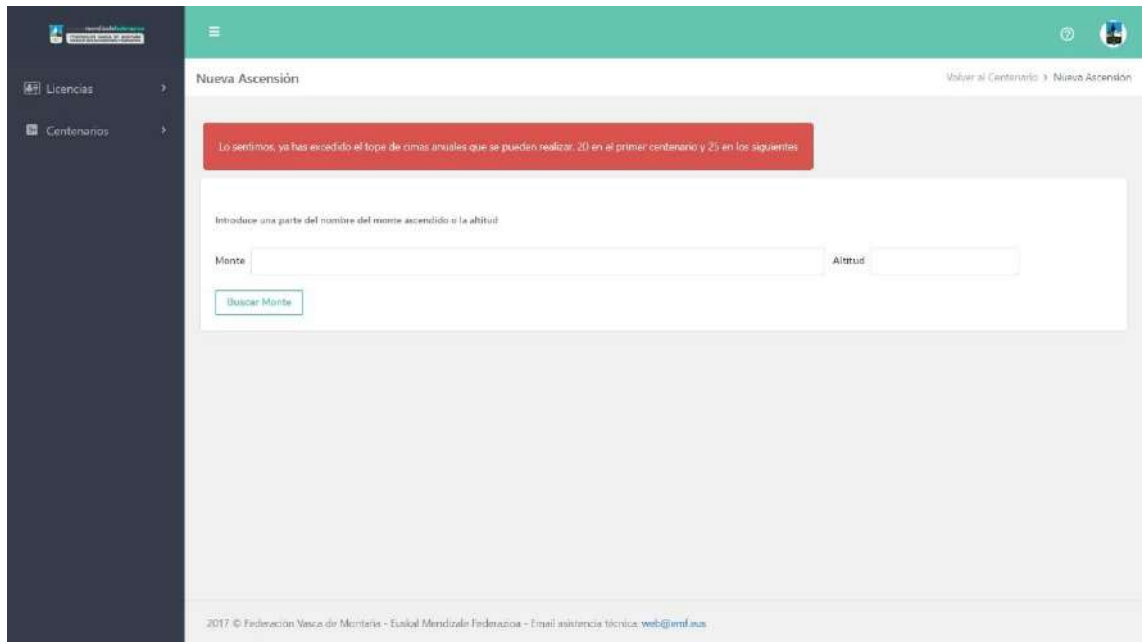 mendizalefederazioa
Nueva Ascensión
Volver al Centenario > Nueva Ascensión
Licencias
Centenarios
Lo sentimos, ya has excedido el tope de cimas anuales que se pueden realizar, 20 en el primer centenario y 25 en los siguientes
Introduce una parte del nombre del monte ascendido o la altitud
Monte
Altitud
Buscar Monte
2017 © Federación Vasca de Montaña - Euskal Mendizale Federazioa - Email asistencia técnica: web@emf.eus